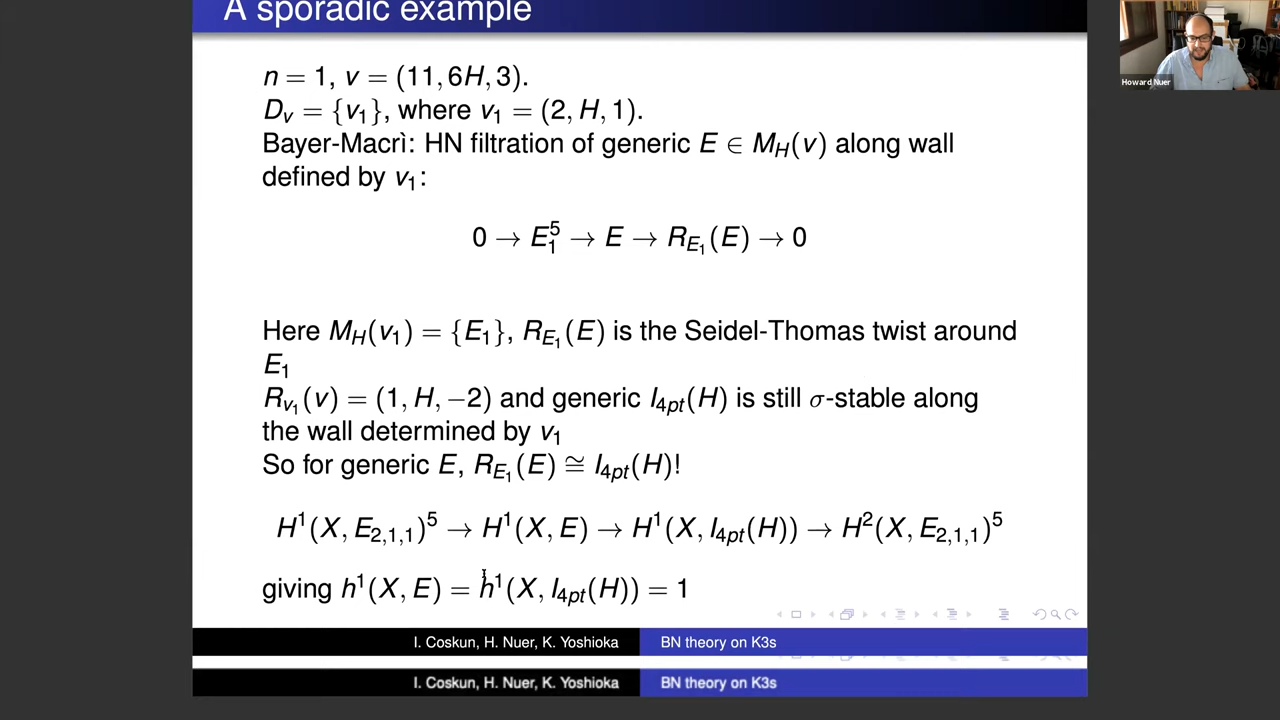 A sporadic example
n = 1, v = (11, 6H, 3).
D_v = {v_1}, where v_1 = (2, H, 1).
Bayer-Macrì: HN filtration of generic E ∈ M_H(v) along wall
defined by v_1:
0 → E_1^5 → E → R_{E_1}(E) → 0
Here M_H(v_1) = {E_1}, R_{E_1}(E) is the Seidel-Thomas twist around
E_1
R_{v_1}(v) = (1, H, −2) and generic I_{4pt}(H) is still σ-stable along
the wall determined by v_1
So for generic E, R_{E_1}(E) ≅ I_{4pt}(H)!
H^1(X, E_{2,1,1})^5 → H^1(X, E) → H^1(X, I_{4pt}(H)) → H^2(X, E_{2,1,1})^5
giving h^1(X, E) = h^1(X, I_{4pt}(H)) = 1
I. Coskun, H. Nuer, K. Yoshioka BN theory on K3s
I. Coskun, H. Nuer, K. Yoshioka BN theory on K3s
Howard Nuer